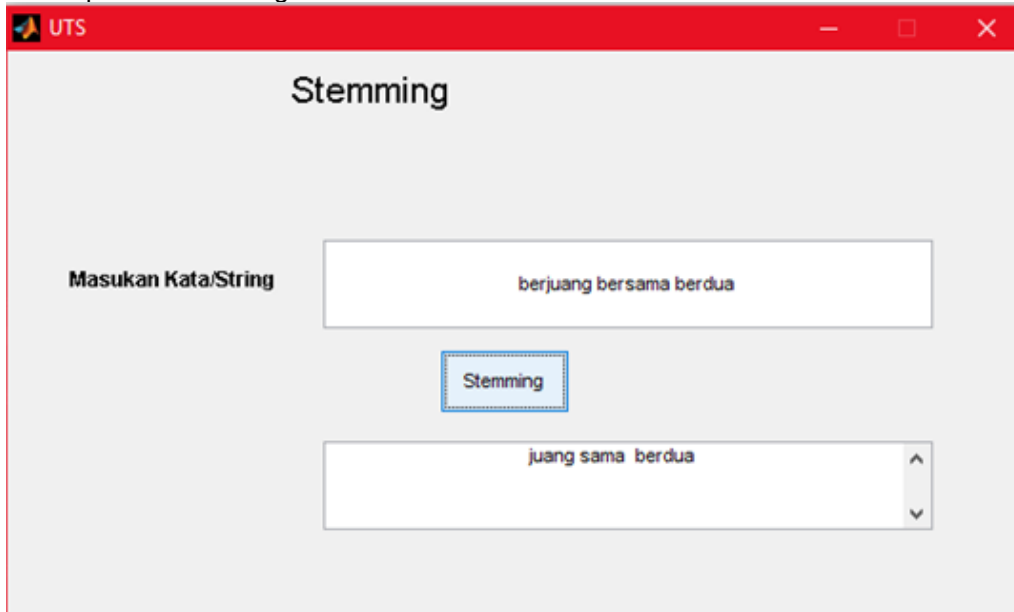 UTS
Stemming
Masukan Kata/String
berjuang bersama berdua
Stemming
juang sama  berdua